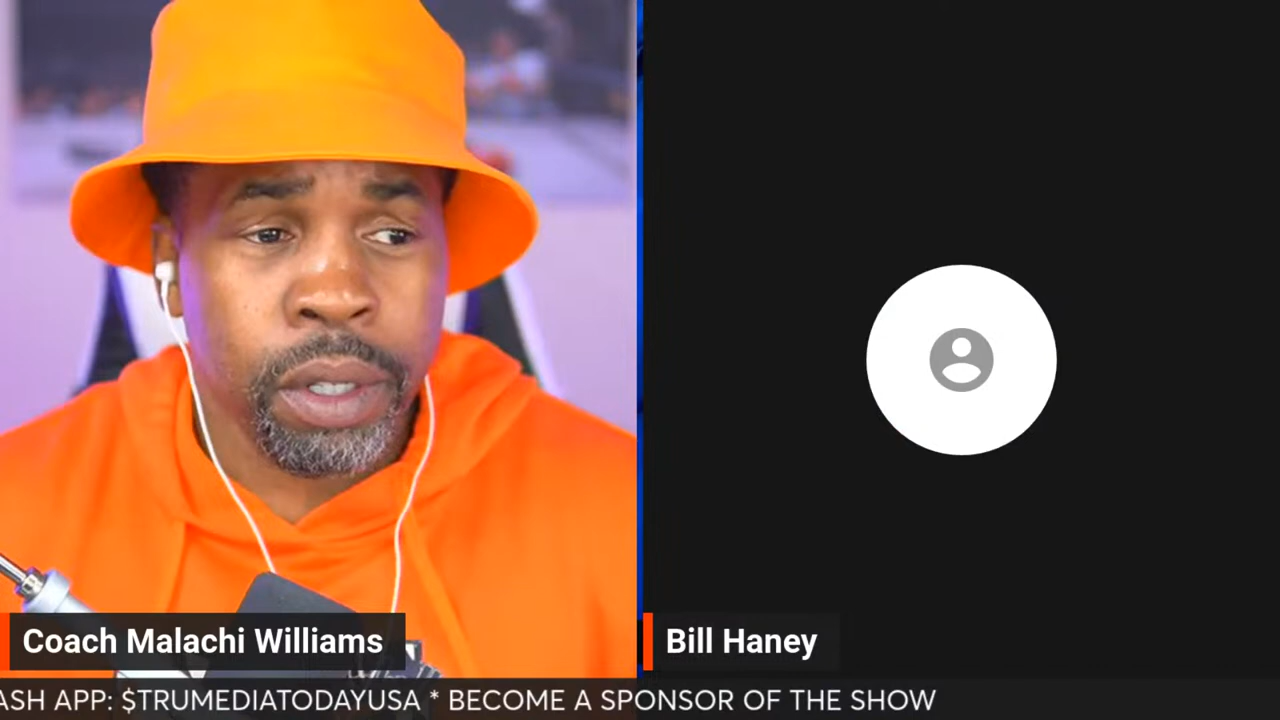 Coach Malachi Williams
Bill Haney
ASH APP: $TRUMEDIATODAYUSA * BECOME A SPONSOR OF THE SHOW